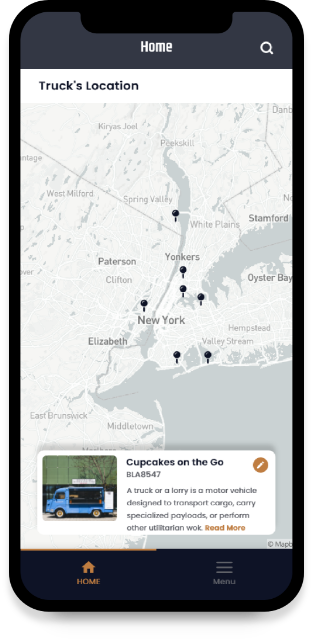 Home
Truck's Location
Kiryas Joel
Peekskill
West Milford
Spring Valley
White Plains
Stamford
Paterson
Yonkers
Clifton
Oyster Bay
New York
Hempstead
Elizabeth
Valley Stream
East Brunswick
Middletown
Cupcakes on the Go
BLA8547
A truck or a lorry is a motor vehicle
designed to transport cargo, carry
specialized payloads, or perform
other utilitarian wok. Read More
© Mapb
HOME
Menu